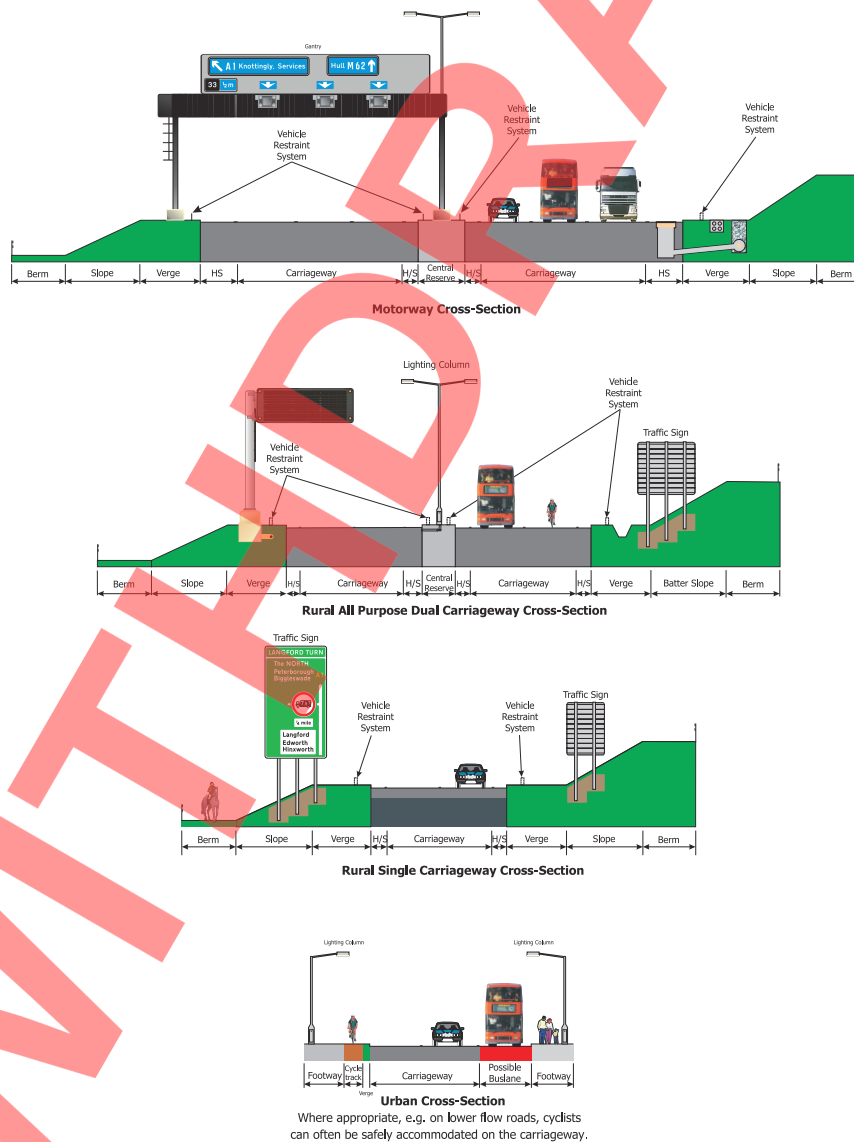 Gantry
A1 Knottingly, Services
Hull M62
33 ½m
Vehicle
Restraint
System
Vehicle
Restraint
System
Vehicle
Restraint
System
Berm Slope Verge HS Carriageway H/S Central Reserve H/S Carriageway HS Verge Slope Berm
Motorway Cross-Section
Lighting Column
Vehicle
Restraint
System
Traffic Sign
Vehicle
Restraint
System
Berm Slope Verge H/S Carriageway H/S Central Reserve H/S Carriageway H/S Verge Batter Slope Berm
Rural All Purpose Dual Carriageway Cross-Section
Traffic Sign
LANGFORD TURN
The NORTH
Peterborough
Biggleswade
A1
¼ mile
Langford
Edworth
Hinxworth
Vehicle
Restraint
System
Vehicle
Restraint
System
Traffic Sign
Berm Slope Verge H/S Carriageway H/S Verge Slope Berm
Rural Single Carriageway Cross-Section
Lighting Column Lighting Column
Footway Cycle track Verge Carriageway Possible Buslane Footway
Urban Cross-Section
Where appropriate, e.g. on lower flow roads, cyclists
can often be safely accommodated on the carriageway.
WITHDRA